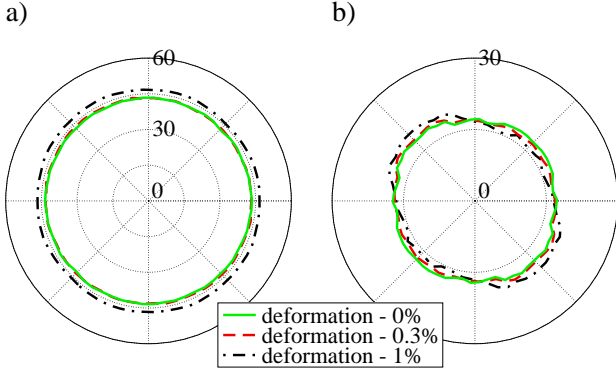 a)
b)
60
30
0
30
0
deformation - 0%
deformation - 0.3%
deformation - 1%